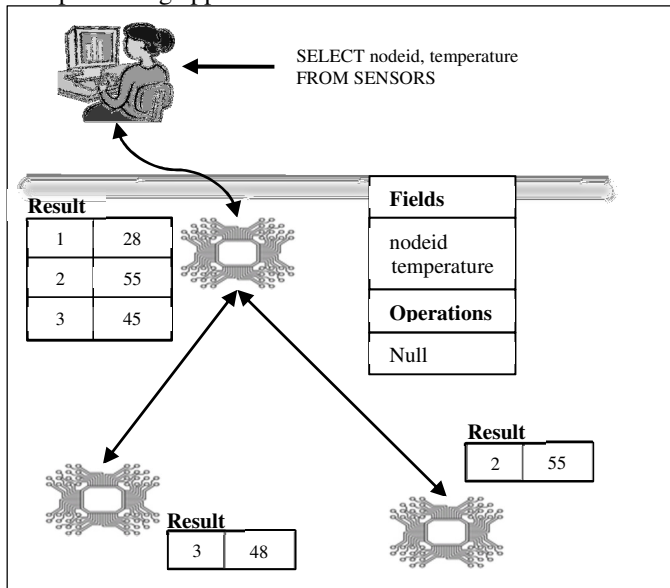 SELECT nodeid, temperature
FROM SENSORS
Result
1 28
2 55
3 45
Fields
nodeid
temperature
Operations
Null
Result
2 55
Result
3 48